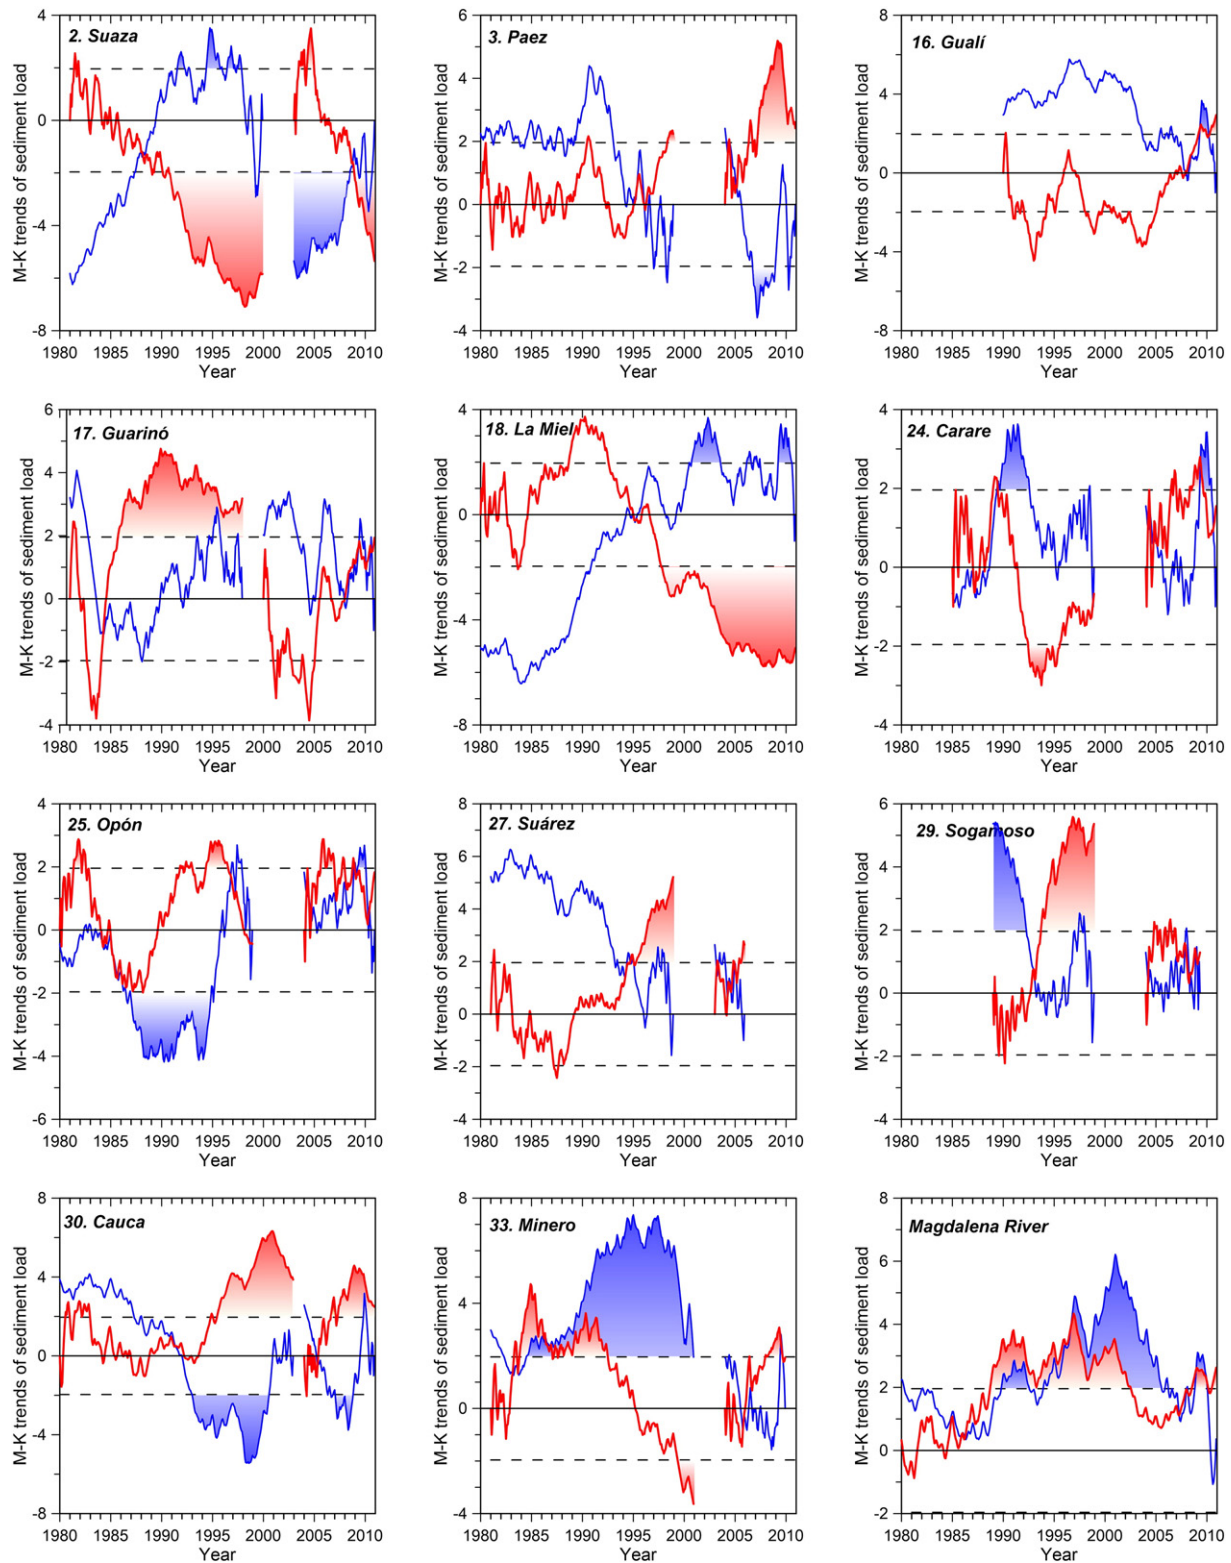 2. Suaza
M-K trends of sediment load
4
0
-4
-8
1980 1985 1990 1995 2000 2005 2010
Year
3. Paez
M-K trends of sediment load
6
4
2
0
-2
-4
1980 1985 1990 1995 2000 2005 2010
Year
16. Gualí
M-K trends of sediment load
8
4
0
-4
-8
1980 1985 1990 1995 2000 2005 2010
Year
17. Guarinó
M-K trends of sediment load
6
4
2
0
-2
-4
1980 1985 1990 1995 2000 2005 2010
Year
18. La Miel
M-K trends of sediment load
4
0
-4
-8
1980 1985 1990 1995 2000 2005 2010
Year
24. Carare
M-K trends of sediment load
4
2
0
-2
-4
1980 1985 1990 1995 2000 2005 2010
Year
25. Opón
M-K trends of sediment load
4
2
0
-2
-4
-6
1980 1985 1990 1995 2000 2005 2010
Year
27. Suárez
M-K trends of sediment load
8
6
4
2
0
-2
-4
1980 1985 1990 1995 2000 2005 2010
Year
29. Sogamoso
M-K trends of sediment load
6
4
2
0
-2
-4
1980 1985 1990 1995 2000 2005 2010
Year
30. Cauca
M-K trends of sediment load
8
4
0
-4
-8
1980 1985 1990 1995 2000 2005 2010
Year
33. Minero
M-K trends of sediment load
8
4
0
-4
1980 1985 1990 1995 2000 2005 2010
Year
Magdalena River
M-K trends of sediment load
8
6
4
2
0
-2
1980 1985 1990 1995 2000 2005 2010
Year